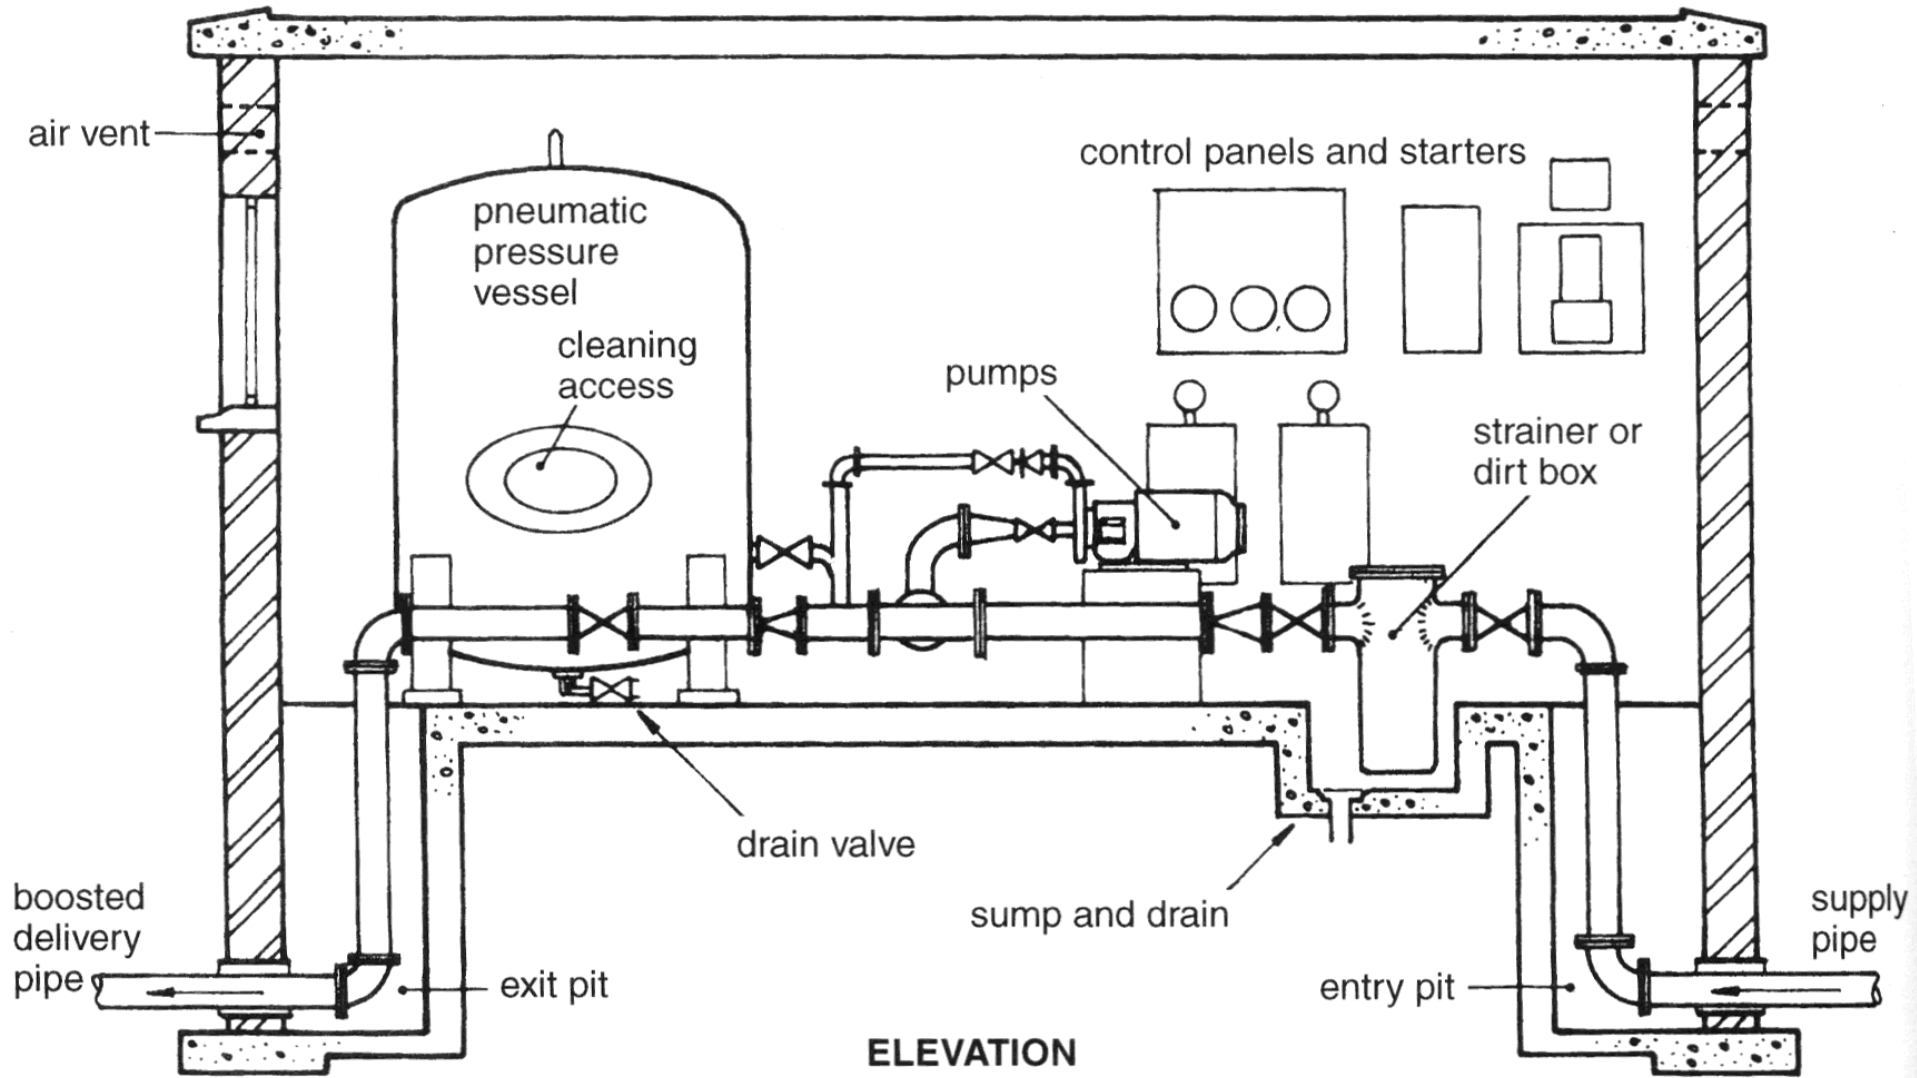 air vent
pneumatic
pressure
vessel
cleaning
access
control panels and starters
pumps
strainer or
dirt box
drain valve
sump and drain
boosted
delivery
pipe
exit pit
entry pit
supply
pipe
ELEVATION